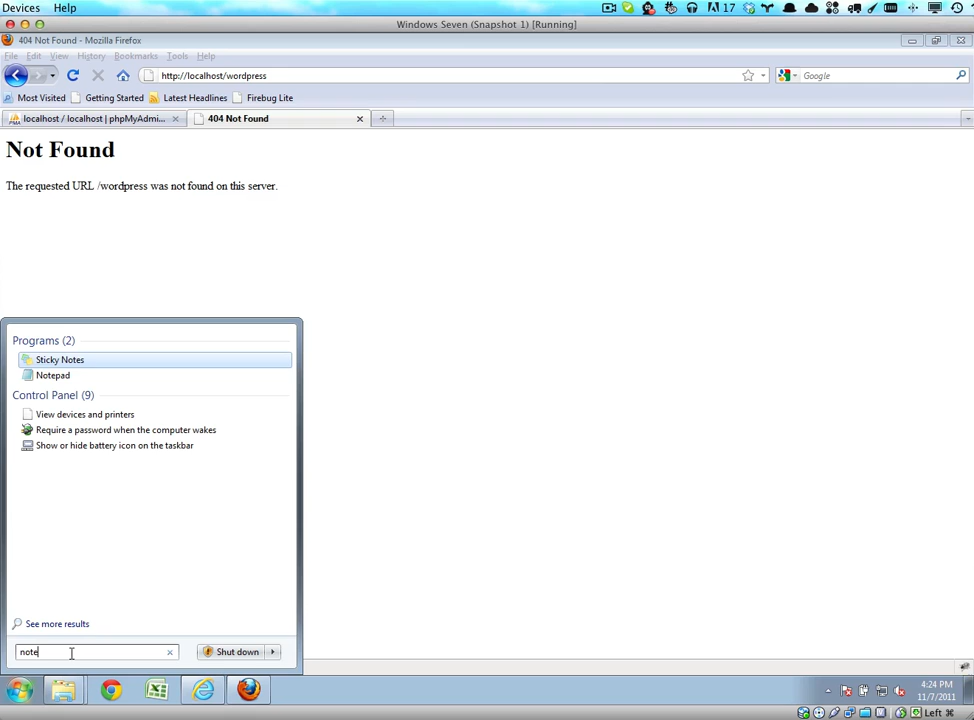 Devices Help
17
Windows Seven (Snapshot 1) [Running]
404 Not Found - Mozilla Firefox
File Edit View History Bookmarks Tools Help
http://localhost/wordpress
Google
Most Visited Getting Started Latest Headlines Firebug Lite
localhost / localhost | phpMyAdmi... 404 Not Found
Not Found
The requested URL /wordpress was not found on this server.
Programs (2)
Sticky Notes
Notepad
Control Panel (9)
View devices and printers
Require a password when the computer wakes
Show or hide battery icon on the taskbar
See more results
note
Shut down
4:24 PM
11/7/2011
Left ⌘